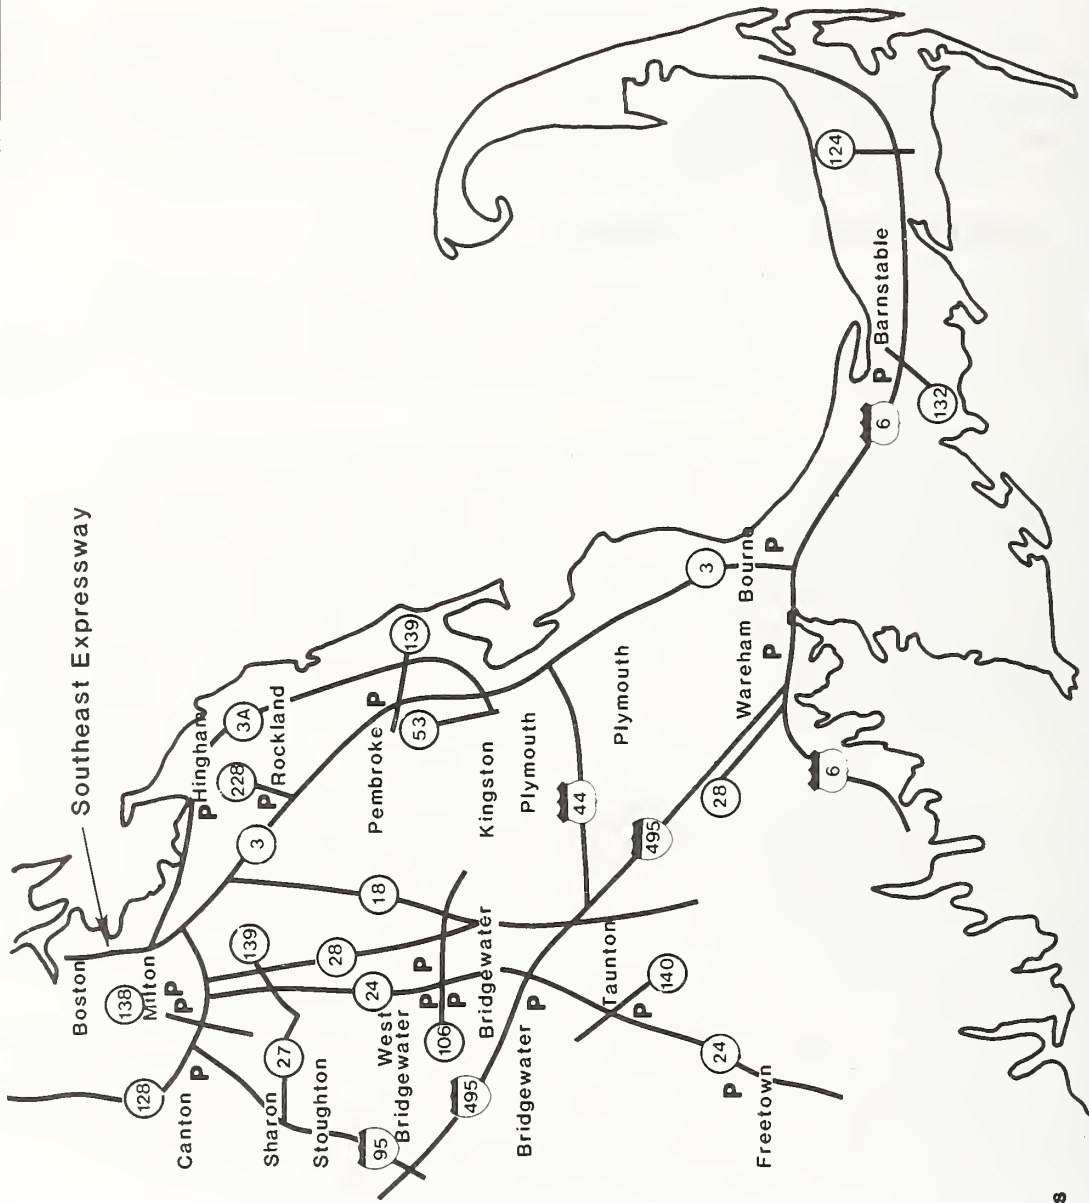 Southeast Expressway
Boston
138
Milton
P
P
128
Canton
P
139
27
Sharon
Stoughton
95
28
24
18
West
Bridgewater
106
P
P
P
Bridgewater
495
Bridgewater
P
Taunton
140
P
24
P
Freetown
P
Hingham
3A
228
P
Rockland
3
139
P
53
Pembroke
Kingston
Plymouth
44
Plymouth
495
28
3
Wareham
P
Bourn
P
6
6
P
Barnstable
132
124
s